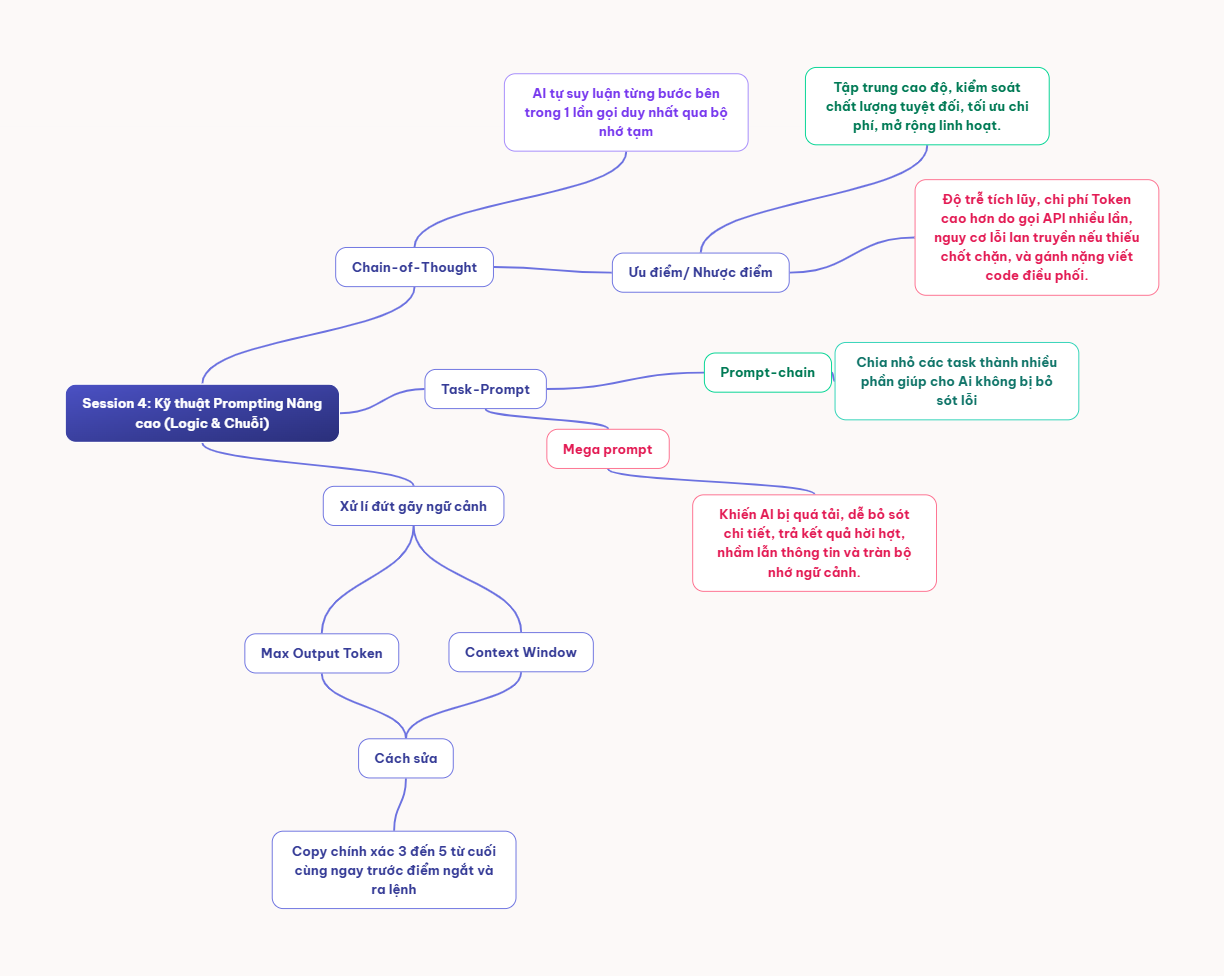 AI tự suy luận từng bước bên
trong 1 lần gọi duy nhất qua bộ
nhớ tạm
Tập trung cao độ, kiểm soát
chất lượng tuyệt đối, tối ưu chi
phí, mở rộng linh hoạt.
Độ trễ tích lũy, chi phí Token
cao hơn do gọi API nhiều lần,
nguy cơ lỗi lan truyền nếu thiếu
chốt chặn, và gánh nặng viết
code điều phối.
Chain-of-Thought
Ưu điểm/ Nhược điểm
Session 4: Kỹ thuật Prompting Nâng
cao (Logic & Chuỗi)
Task-Prompt
Prompt-chain
Chia nhỏ các task thành nhiều
phần giúp cho Ai không bị bỏ
sót lỗi
Mega prompt
Khiến AI bị quá tải, dễ bỏ sót
chi tiết, trả kết quả hời hợt,
nhầm lẫn thông tin và tràn bộ
nhớ ngữ cảnh.
Xử lí đứt gãy ngữ cảnh
Max Output Token
Context Window
Cách sửa
Copy chính xác 3 đến 5 từ cuối
cùng ngay trước điểm ngắt và
ra lệnh